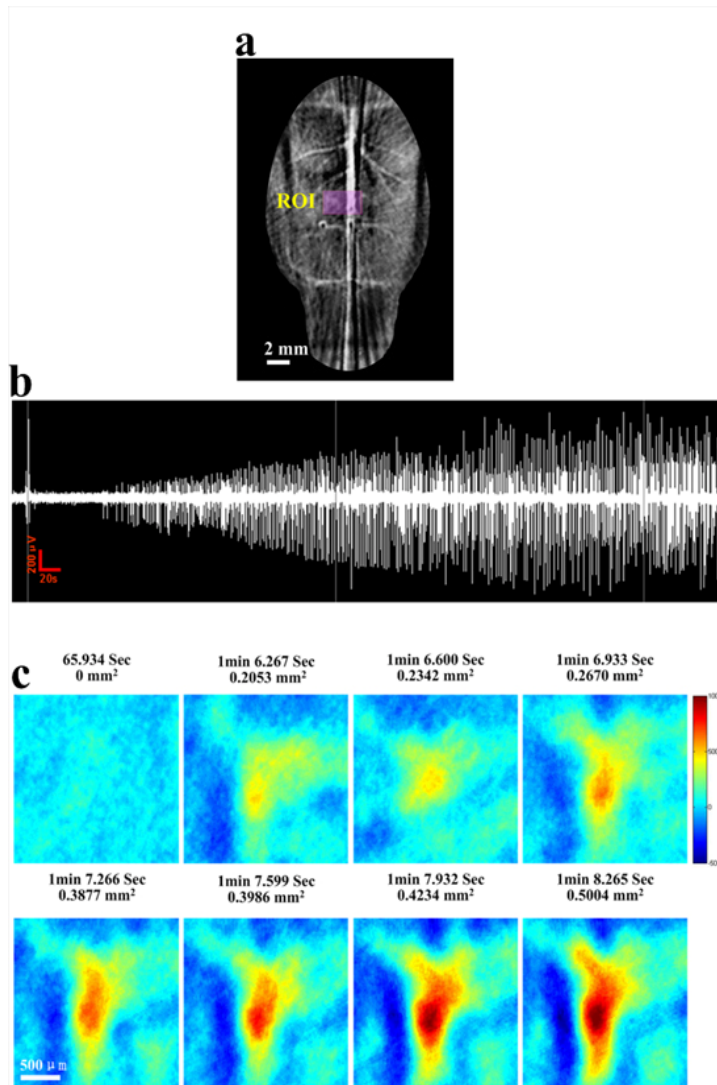 a
ROI
2 mm
b
200 μV
20s
c
65.934 Sec
0 mm²
1min 6.267 Sec
0.2053 mm²
1min 6.600 Sec
0.2342 mm²
1min 6.933 Sec
0.2670 mm²
500
0
1min 7.266 Sec
0.3877 mm²
1min 7.599 Sec
0.3986 mm²
1min 7.932 Sec
0.4234 mm²
1min 8.265 Sec
0.5004 mm²
500 μm